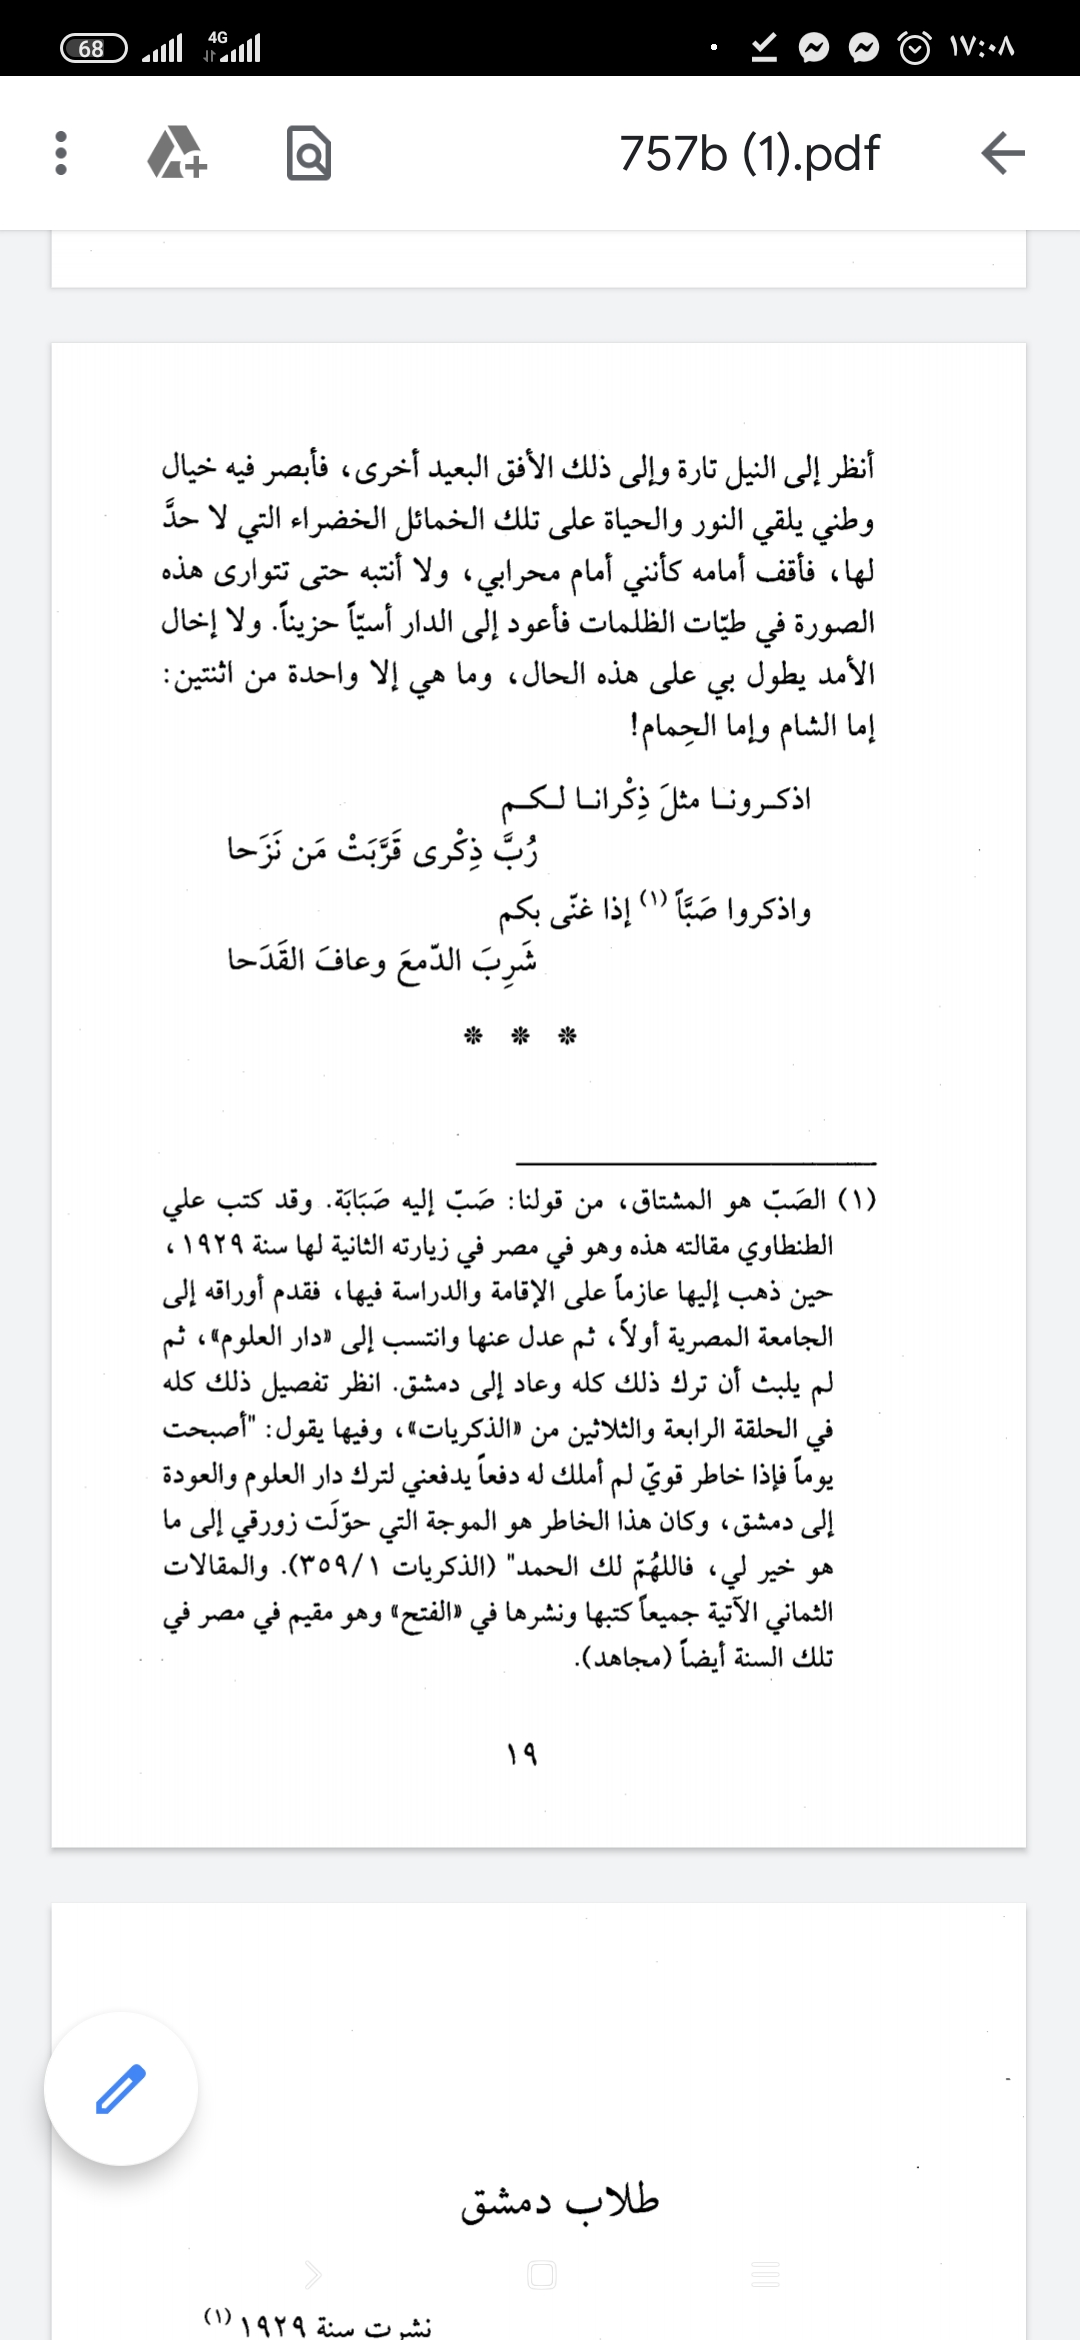 68 4G ١٧:٠٨
757b (1).pdf
أنظر إلى النيل تارة وإلى ذلك الأفق البعيد أخرى، فأبصر فيه خيال
وطني يلقي النور والحياة على تلك الخمائل الخضراء التي لا حدَّ
لها، فأقف أمامه كأنني أمام محرابي، ولا أنتبه حتى تتوارى هذه
الصورة في طيّات الظلمات فأعود إلى الدار أسيّاً حزيناً. ولا إخال
الأمد يطول بي على هذه الحال، وما هي إلا واحدة من اثنتين:
إما الشام وإما الحِمام!
اذكـرونـا مثلَ ذِكْرانـا لـكـم
رُبَّ ذِكْرى قَرَّبَتْ مَن نَزَحا
واذكروا صَبَّاً (١) إذا غنّى بكم
شَرِبَ الدّمعَ وعافَ القَدَحا
* * *
(١) الصَبّ هو المشتاق، من قولنا: صَبّ إليه صَبَابَة. وقد كتب علي
الطنطاوي مقالته هذه وهو في مصر في زيارته الثانية لها سنة ١٩٢٩،
حين ذهب إليها عازماً على الإقامة والدراسة فيها، فقدم أوراقه إلى
الجامعة المصرية أولاً، ثم عدل عنها وانتسب إلى «دار العلوم»، ثم
لم يلبث أن ترك ذلك كله وعاد إلى دمشق. انظر تفصيل ذلك كله
في الحلقة الرابعة والثلاثين من «الذكريات»، وفيها يقول: "أصبحت
يوماً فإذا خاطر قويّ لم أملك له دفعاً يدفعني لترك دار العلوم والعودة
إلى دمشق، وكان هذا الخاطر هو الموجة التي حوّلَت زورقي إلى ما
هو خير لي، فاللهُمّ لك الحمد" (الذكريات ٣٥٩/١). والمقالات
الثماني الآتية جميعاً كتبها ونشرها في «الفتح» وهو مقيم في مصر في
تلك السنة أيضاً (مجاهد).
١٩
طلاب دمشق
نشرت سنة ١٩٢٩ (١)